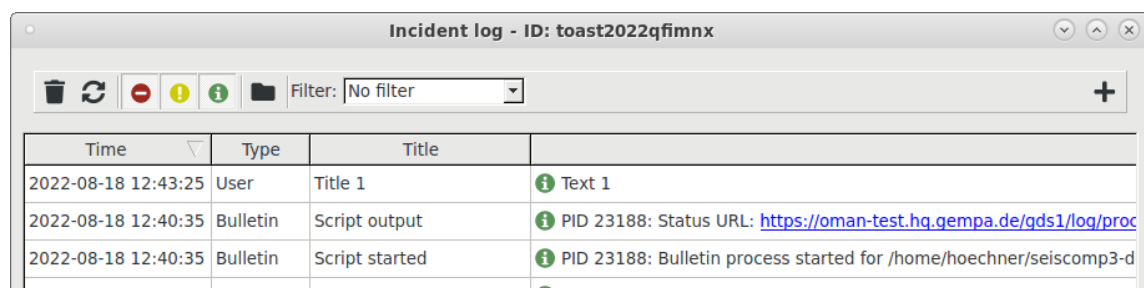 Incident log - ID: toast2022qfimnx
Filter: No filter
Time Type Title
2022-08-18 12:43:25 User Title 1 Text 1
2022-08-18 12:40:35 Bulletin Script output PID 23188: Status URL: https://oman-test.hq.gempa.de/gds1/log/proc
2022-08-18 12:40:35 Bulletin Script started PID 23188: Bulletin process started for /home/hoechner/seiscomp3-d